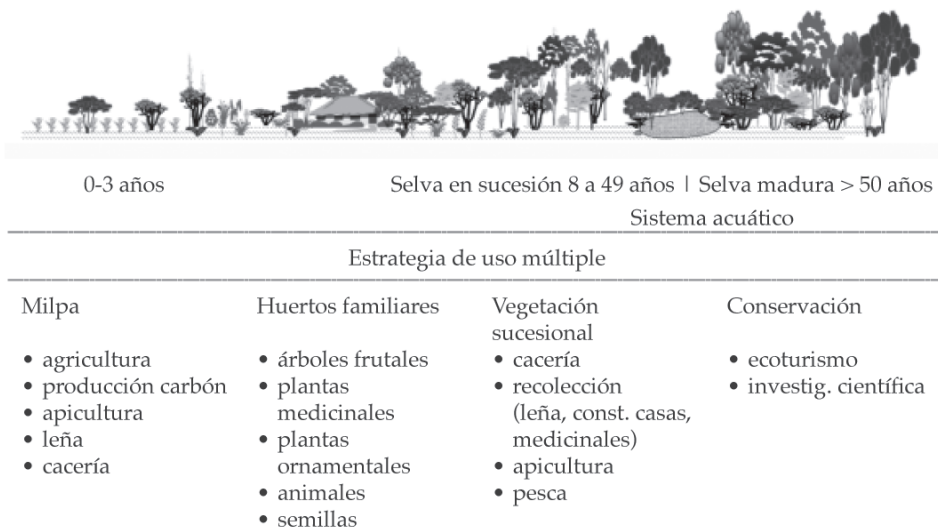 0-3 años
Selva en sucesión 8 a 49 años | Selva madura > 50 años
Sistema acuático
Estrategia de uso múltiple
Milpa
• agricultura
• producción carbón
• apicultura
• leña
• cacería
Huertos familiares
• árboles frutales
• plantas
medicinales
• plantas
ornamentales
• animales
• semillas
Vegetación
sucesional
• cacería
• recolección
(leña, const. casas,
medicinales)
• apicultura
• pesca
Conservación
• ecoturismo
• investig. científica